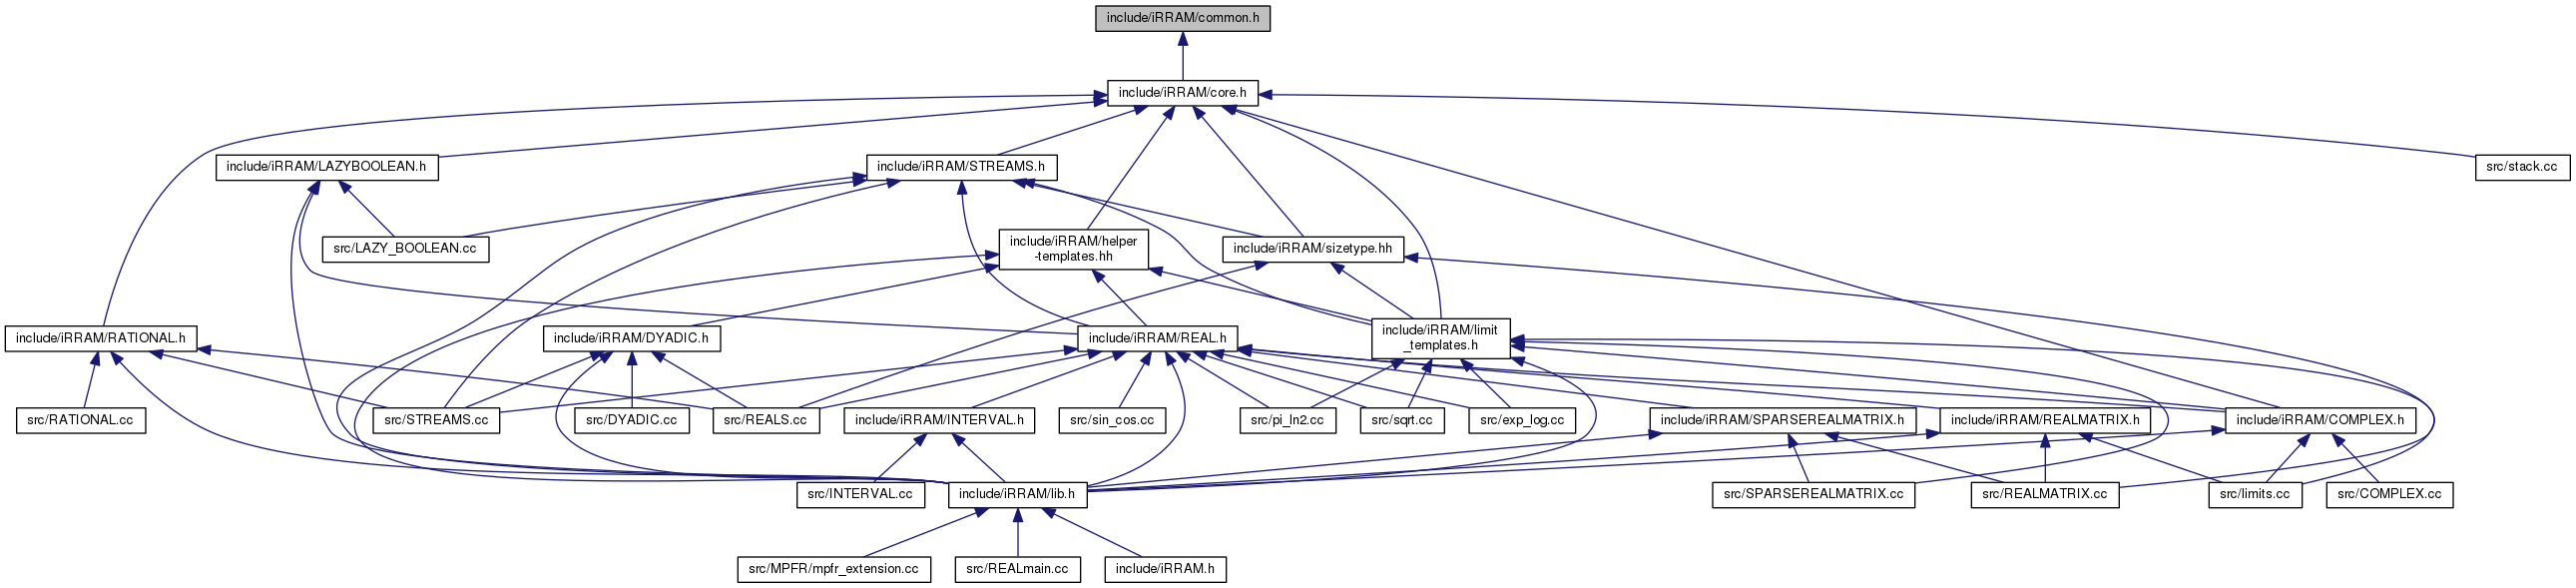 include/iRRAM/common.h
include/iRRAM/core.h
include/iRRAM/LAZYBOOLEAN.h
include/iRRAM/STREAMS.h
src/stack.cc
src/LAZY_BOOLEAN.cc
include/iRRAM/helper
-templates.hh
include/iRRAM/sizetype.hh
include/iRRAM/RATIONAL.h
include/iRRAM/DYADIC.h
include/iRRAM/REAL.h
include/iRRAM/limit
_templates.h
src/RATIONAL.cc
src/STREAMS.cc
src/DYADIC.cc
src/REALS.cc
include/iRRAM/INTERVAL.h
src/sin_cos.cc
src/pi_ln2.cc
src/sqrt.cc
src/exp_log.cc
include/iRRAM/SPARSEREALMATRIX.h
include/iRRAM/REALMATRIX.h
include/iRRAM/COMPLEX.h
src/INTERVAL.cc
include/iRRAM/lib.h
src/SPARSEREALMATRIX.cc
src/REALMATRIX.cc
src/limits.cc
src/COMPLEX.cc
src/MPFR/mpfr_extension.cc
src/REALmain.cc
include/iRRAM.h